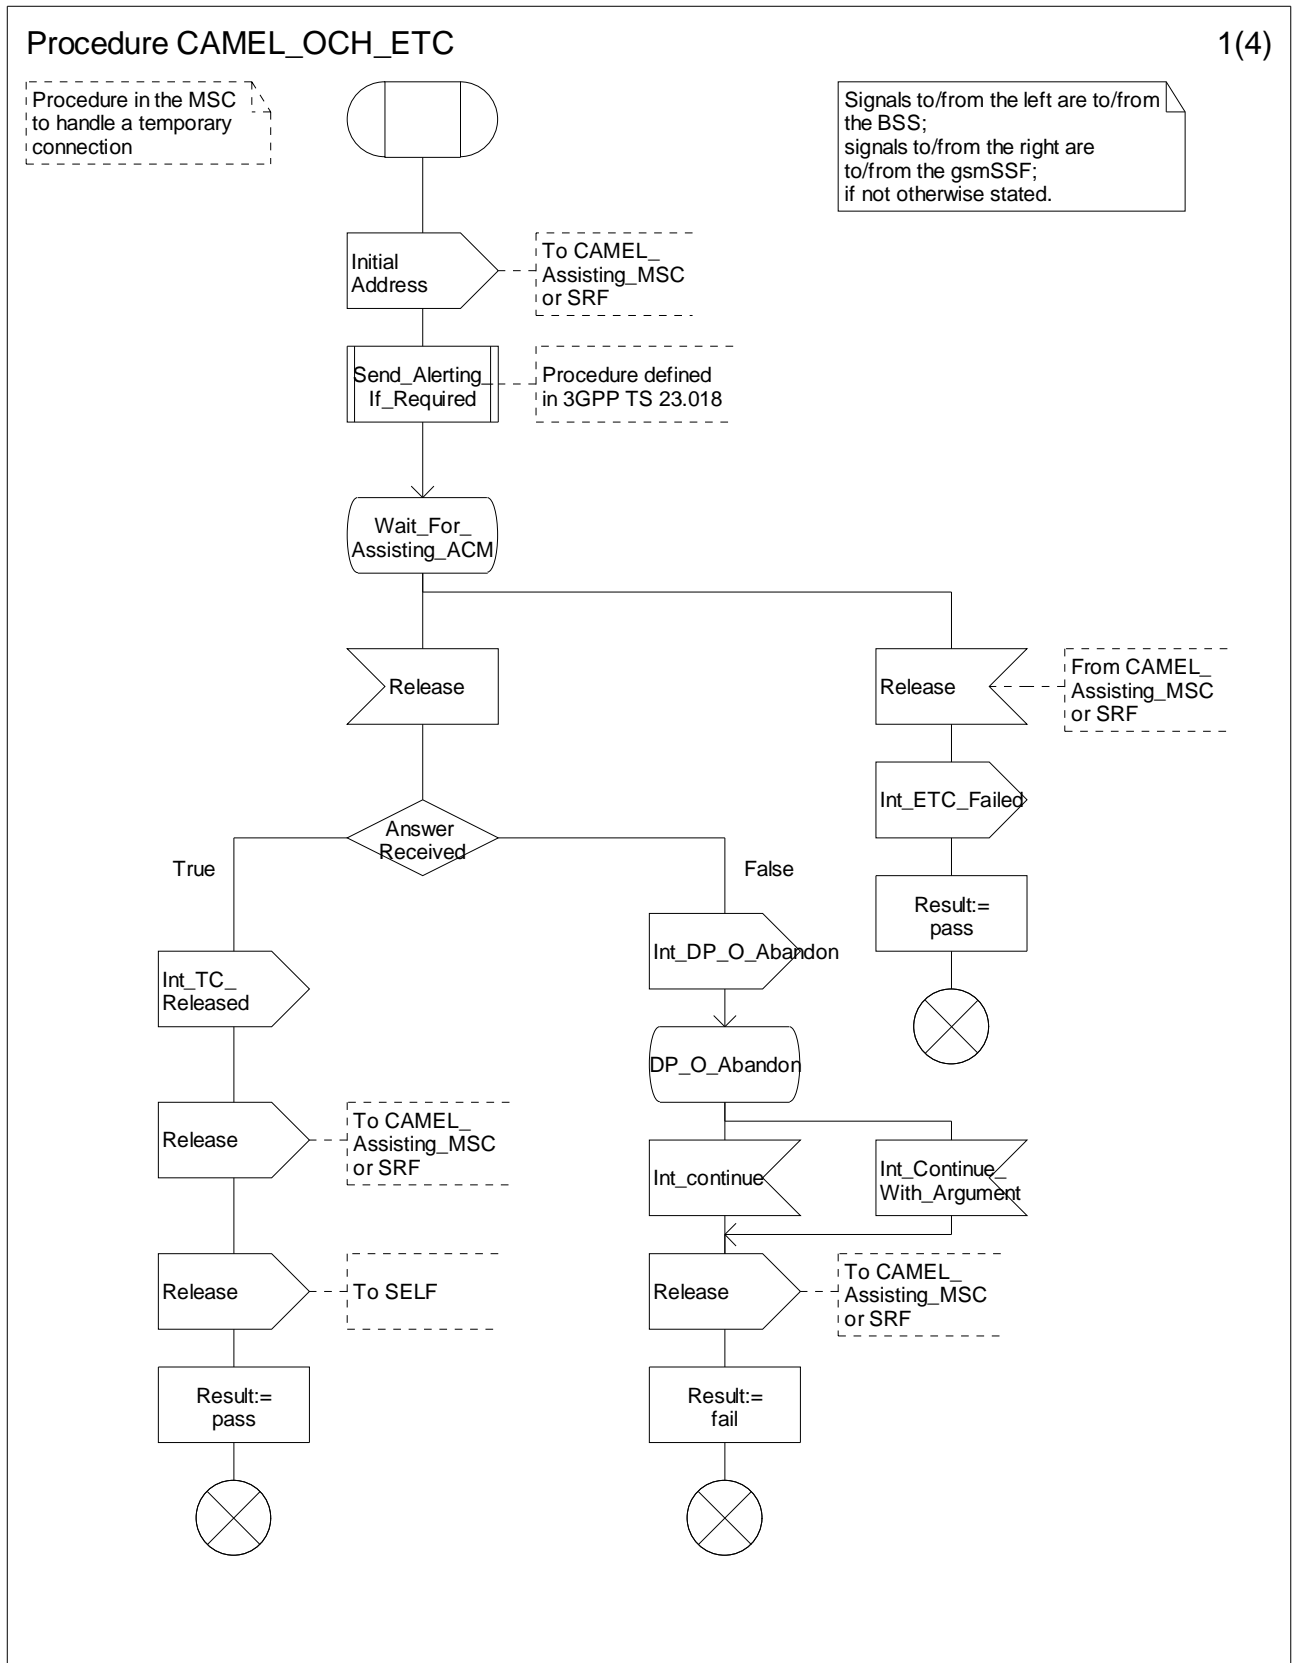 Procedure CAMEL_OCH_ETC
1(4)
Procedure in the MSC
to handle a temporary
connection
Signals to/from the left are to/from
the BSS;
signals to/from the right are
to/from the gsmSSF;
if not otherwise stated.
Initial
Address
To CAMEL_
Assisting_MSC
or SRF
Send_Alerting_
If_Required
Procedure defined
in 3GPP TS 23.018
Wait_For_
Assisting_ACM
Release
Release
From CAMEL_
Assisting_MSC
or SRF
Int_ETC_Failed
Answer
Received
True
False
Result:=
pass
Int_TC_
Released
Int_DP_O_Abandon
DP_O_Abandon
Release
To CAMEL_
Assisting_MSC
or SRF
Int_continue
Int_Continue_
With_Argument
Release
To SELF
Release
To CAMEL_
Assisting_MSC
or SRF
Result:=
pass
Result:=
fail